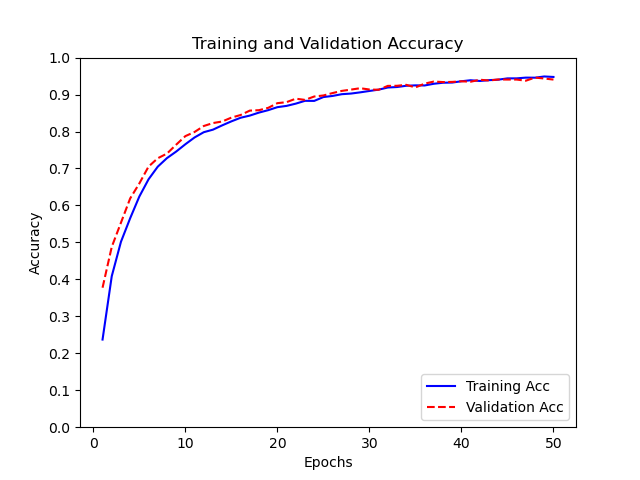 Training and Validation Accuracy
1.0
0.9
0.8
0.7
0.6
0.5
0.4
0.3
0.2
0.1
0.0
Accuracy
Training Acc
Validation Acc
0 10 20 30 40 50
Epochs